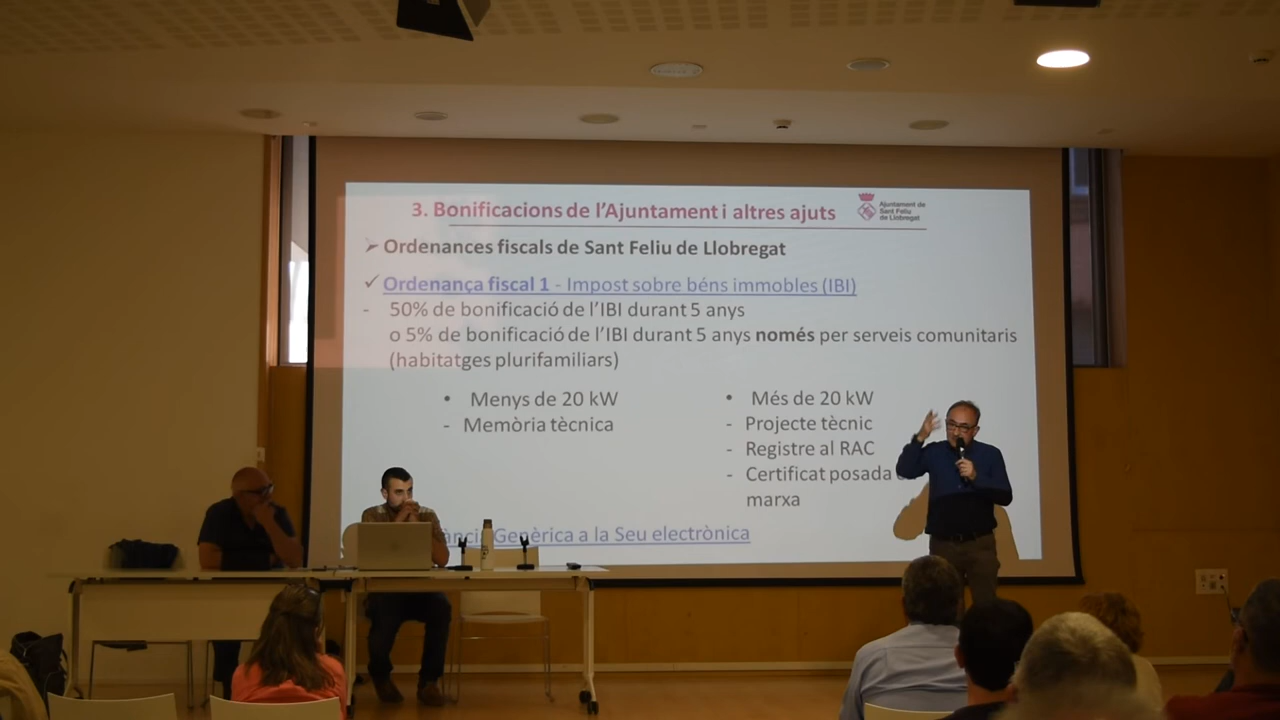 3. Bonificacions de l'Ajuntament i altres ajuts
Ajuntament de
Sant Feliu
de Llobregat
➢ Ordenances fiscals de Sant Feliu de Llobregat
✓ Ordenança fiscal 1 - Impost sobre béns immobles (IBI)
- 50% de bonificació de l'IBI durant 5 anys
o 5% de bonificació de l'IBI durant 5 anys només per serveis comunitaris
(habitatges plurifamiliars)
• Menys de 20 kW
- Memòria tècnica
• Més de 20 kW
- Projecte tècnic
- Registre al RAC
- Certificat posada
marxa
Genèrica a la Seu electrònica